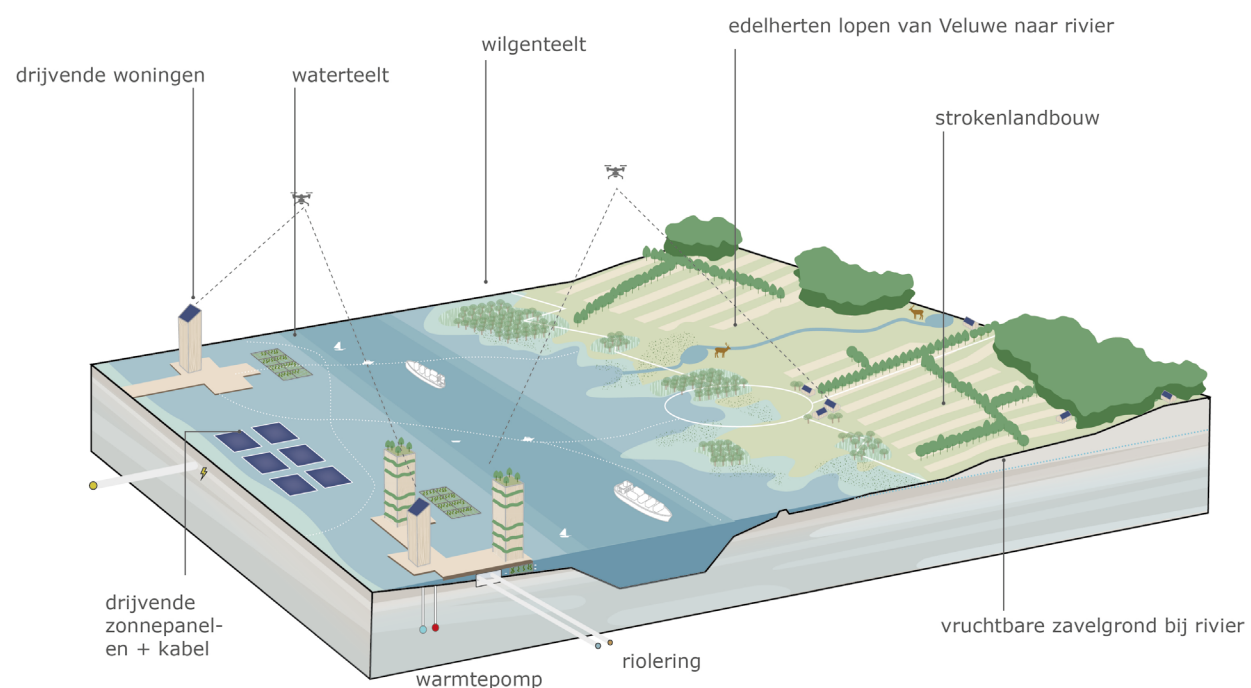 edelherten lopen van Veluwe naar rivier
wilgenteelt
drijvende woningen
waterteelt
strokenlandbouw
drijvende
zonnepanel-
en + kabel
vruchtbare zavelgrond bij rivier
riolering
warmtepomp